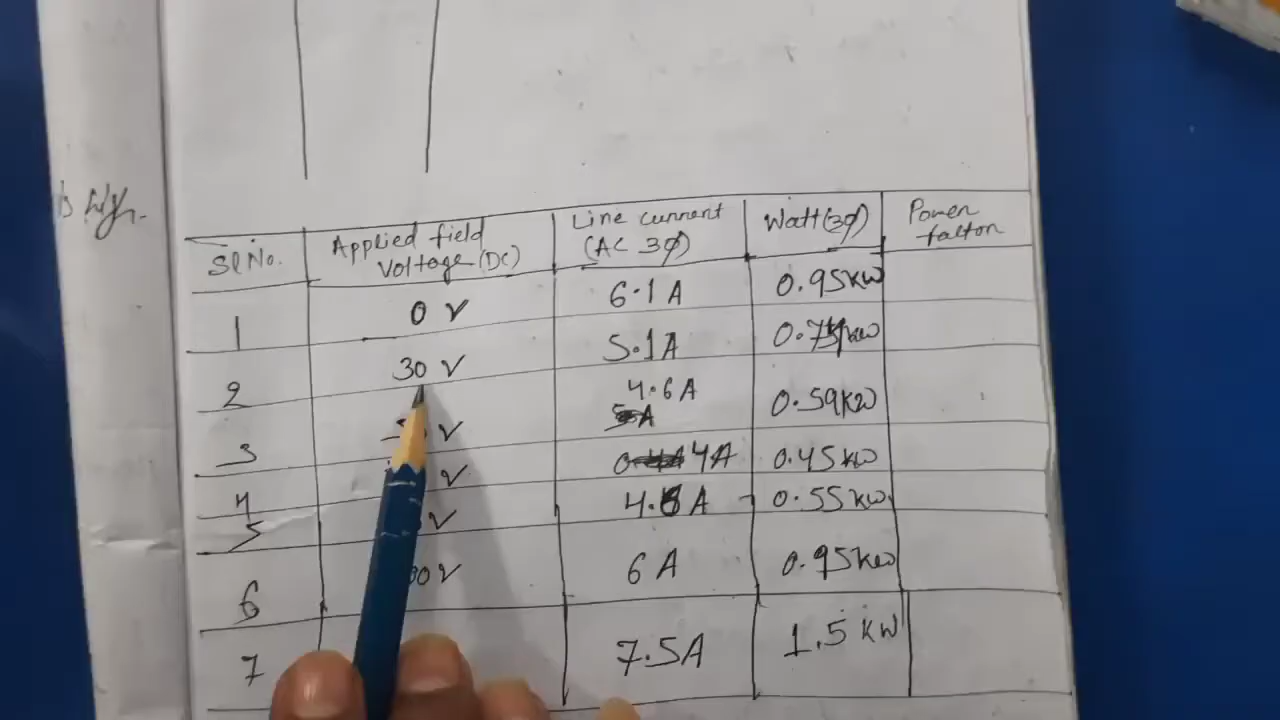 Sl No. Applied field Voltage (DC) Line current (AC 3φ) Watt (3φ) Power factor
1 0 V 6.1 A 0.95 kW
2 30 V 5.1 A
3 V 4.6 A 0.59 kW
4 V 4 A 0.45 kW
5 V 4.6 A 0.55 kW
6 V 6 A 0.95 kW
7 7.5 A 1.5 kW